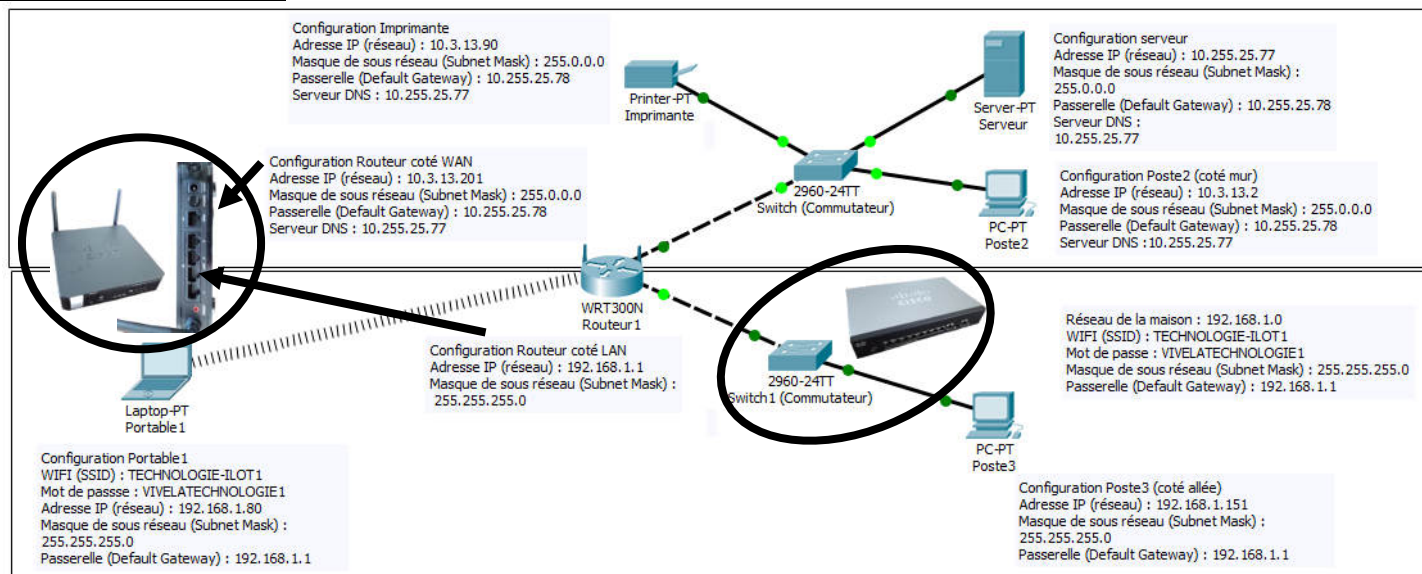 Configuration Imprimante
Adresse IP (réseau) : 10.3.13.90
Masque de sous réseau (Subnet Mask) : 255.0.0.0
Passerelle (Default Gateway) : 10.255.25.78
Serveur DNS : 10.255.25.77
Printer-PT
Imprimante
Server-PT
Serveur
Configuration serveur
Adresse IP (réseau) : 10.255.25.77
Masque de sous réseau (Subnet Mask) :
255.0.0.0
Passerelle (Default Gateway) : 10.255.25.78
Serveur DNS :
10.255.25.77
Configuration Routeur coté WAN
Adresse IP (réseau) : 10.3.13.201
Masque de sous réseau (Subnet Mask) : 255.0.0.0
Passerelle (Default Gateway) : 10.255.25.78
Serveur DNS : 10.255.25.77
2960-24TT
Switch (Commutateur)
PC-PT
Poste2
Configuration Poste2 (coté mur)
Adresse IP (réseau) : 10.3.13.2
Masque de sous réseau (Subnet Mask) : 255.0.0.0
Passerelle (Default Gateway) : 10.255.25.78
Serveur DNS :10.255.25.77
WRT300N
Routeur1
Configuration Routeur coté LAN
Adresse IP (réseau) : 192.168.1.1
Masque de sous réseau (Subnet Mask) :
255.255.255.0
2960-24TT
Switch1 (Commutateur)
Réseau de la maison : 192.168.1.0
WIFI (SSID) : TECHNOLOGIE-ILOT1
Mot de passe : VIVELATECHNOLOGIE1
Masque de sous réseau (Subnet Mask) : 255.255.255.0
Passerelle (Default Gateway) : 192.168.1.1
Laptop-PT
Portable1
PC-PT
Poste3
Configuration Portable1
WIFI (SSID) : TECHNOLOGIE-ILOT1
Mot de passse : VIVELATECHNOLOGIE1
Adresse IP (réseau) : 192.168.1.80
Masque de sous réseau (Subnet Mask) :
255.255.255.0
Passerelle (Default Gateway) : 192.168.1.1
Configuration Poste3 (coté allée)
Adresse IP (réseau) : 192.168.1.151
Masque de sous réseau (Subnet Mask) :
255.255.255.0
Passerelle (Default Gateway) : 192.168.1.1